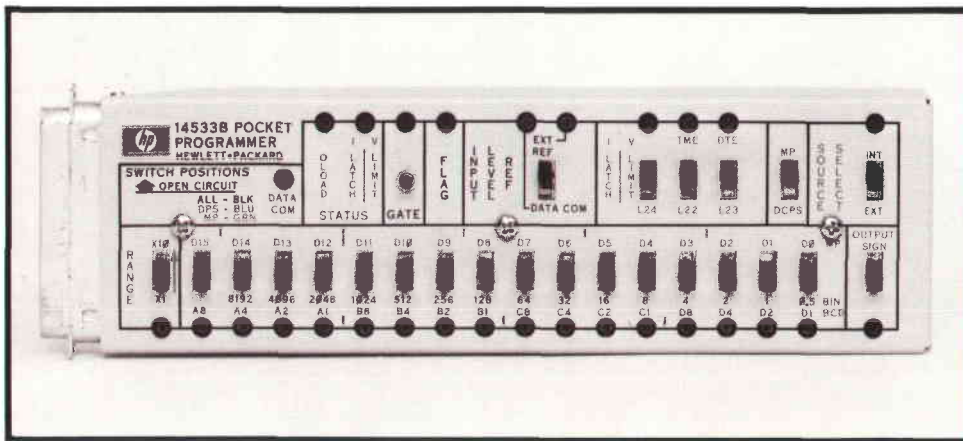 hp
14533B POCKET
PROGRAMMER
HEWLETT-PACKARD
SWITCH POSITIONS
OPEN CIRCUIT
ALL - BLK
DPS - BLU
MP - GRN
DATA
COM
OLOAD
I LATCH
V LIMIT
STATUS
GATE
FLAG
INPUT
LEVEL
REF
EXT
REF
DATA COM
I LATCH
V LIMIT
TME
DTE
L24
L22
L23
MP
DCPS
SOURCE
SELECT
INT
EXT
RANGE
X10
X1
D15 D14 D13 D12 D11 D10 D9 D8 D7 D6 D5 D4 D3 D2 D1 D0
8192 4096 2048 1024 512 256 128 64 32 16 8 4 2 1 0.5 BIN
A8 A4 A2 A1 B8 B4 B2 B1 C8 C4 C2 C1 D8 D4 D2 D1 BCD
OUTPUT
SIGN